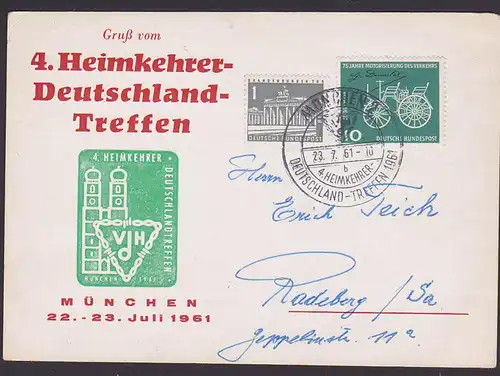 Gruß vom
4. Heimkehrer-
Deutschland-
Treffen
4. HEIMKEHRER-
DEUTSCHLANDTREFFEN
VdH
MÜNCHEN 1961
MÜNCHEN
22.-23. Juli 1961
1
DEUTSCHE BUNDESPOST
75 JAHRE MOTORISIERUNG DES VERKEHRS
G. Daimler
10
DEUTSCHE BUNDESPOST
MÜNCHEN
23. 7. 61 - 10
b
4. HEIMKEHRER-
DEUTSCHLAND-TREFFEN 1961
Herrn
Erich Teich
Radeberg / Sa
Zeppelinstr. 11a